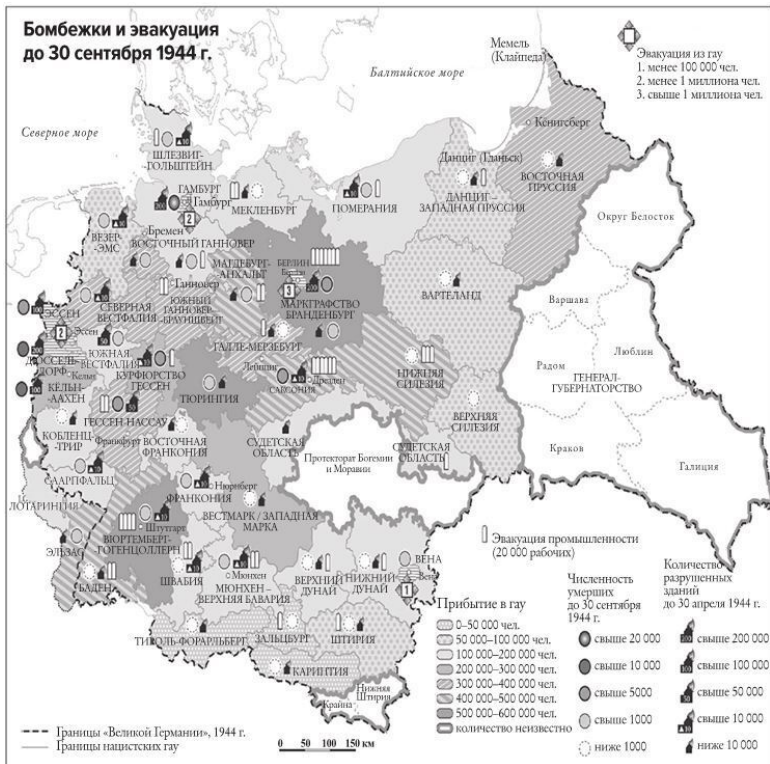 Бомбежки и эвакуация
до 30 сентября 1944 г.
Мемель
(Клайпеда)
Эвакуация из гау
1. менее 100 000 чел.
2. менее 1 миллиона чел.
3. свыше 1 миллиона чел.
Балтийское море
Северное море
Кёнигсберг
ШЛЕЗВИГ-
ГОЛЬШТЕЙН
Данциг (Гданьск)
ВОСТОЧНАЯ
ПРУССИЯ
ГАМБУРГ
Гамбург
МЕКЛЕНБУРГ
ПОМЕРАНИЯ
ДАНЦИГ–
ЗАПАДНАЯ ПРУССИЯ
Округ Белосток
ВЕЗЕР-
ЭМС
Бремен
ВОСТОЧНЫЙ ГАННОВЕР
МАГДЕБУРГ-
-АНХАЛЬТ
БЕРЛИН
Берлин
Ганновер
СЕВЕРНАЯ
ВЕСТФАЛИЯ
ЮЖНЫЙ
ГАННОВЕР-
БРАУНШВЕЙГ
МАРКГРАФСТВО
БРАНДЕНБУРГ
ВАРТЕЛАНД
Варшава
ЭССЕН
Эссен
ЮЖНАЯ
ВЕСТФАЛИЯ
ГАЛЛЕ-МЕРЗЕБУРГ
Люблин
ДЮССЕЛЬ-
ДОРФ
Кельн
КУРФЮРСТВО
ГЕССЕН
Лейпциг
Дрезден
САКСОНИЯ
НИЖНЯЯ
СИЛЕЗИЯ
Радом
ГЕНЕРАЛ-
ГУБЕРНАТОРСТВО
КЁЛЬН-
ААХЕН
ТЮРИНГИЯ
ГЕССЕН-НАССАУ
ВЕРХНЯЯ
СИЛЕЗИЯ
КОБЛЕНЦ-
ТРИР
Франкфурт
ВОСТОЧНАЯ
ФРАНКОНИЯ
СУДЕТСКАЯ
ОБЛАСТЬ
Протекторат Богемии
и Моравии
СУДЕТСКАЯ
ОБЛАСТЬ
Краков
Галиция
СААРПФАЛЬЦ
Нюрнберг
ФРАНКОНИЯ
ЛОТАРИНГИЯ
ВЕСТМАРК / ЗАПАДНАЯ
МАРКА
Штутгарт
ВЮРТЕМБЕРГ-
ГОГЕНЦОЛЛЕРН
ЭЛЬЗАС
Эвакуация промышленности
(20 000 рабочих)
БАДЕН
ШВАБИЯ
Мюнхен
МЮНХЕН-
ВЕРХНЯЯ БАВАРИЯ
ВЕРХНИЙ
ДУНАЙ
НИЖНИЙ
ДУНАЙ
ВЕНА
Вена
ТИРОЛЬ-ФОРАРЛЬБЕРГ
ЗАЛЬЦБУРГ
ШТИРИЯ
КАРИНТИЯ
Крайна
Нижняя
Штирия
Прибытие в гау
0–50 000 чел.
50 000–100 000 чел.
100 000–200 000 чел.
200 000–300 000 чел.
300 000–400 000 чел.
400 000–500 000 чел.
500 000–600 000 чел.
количество неизвестно
Численность
умерших
до 30 сентября
1944 г.
свыше 20 000
свыше 10 000
свыше 5000
свыше 1000
ниже 1000
Количество
разрушенных
зданий
до 30 апреля 1944 г.
свыше 200 000
свыше 100 000
свыше 50 000
свыше 10 000
ниже 10 000
Границы «Великой Германии», 1944 г.
Границы нацистских гау
0 50 100 150 км